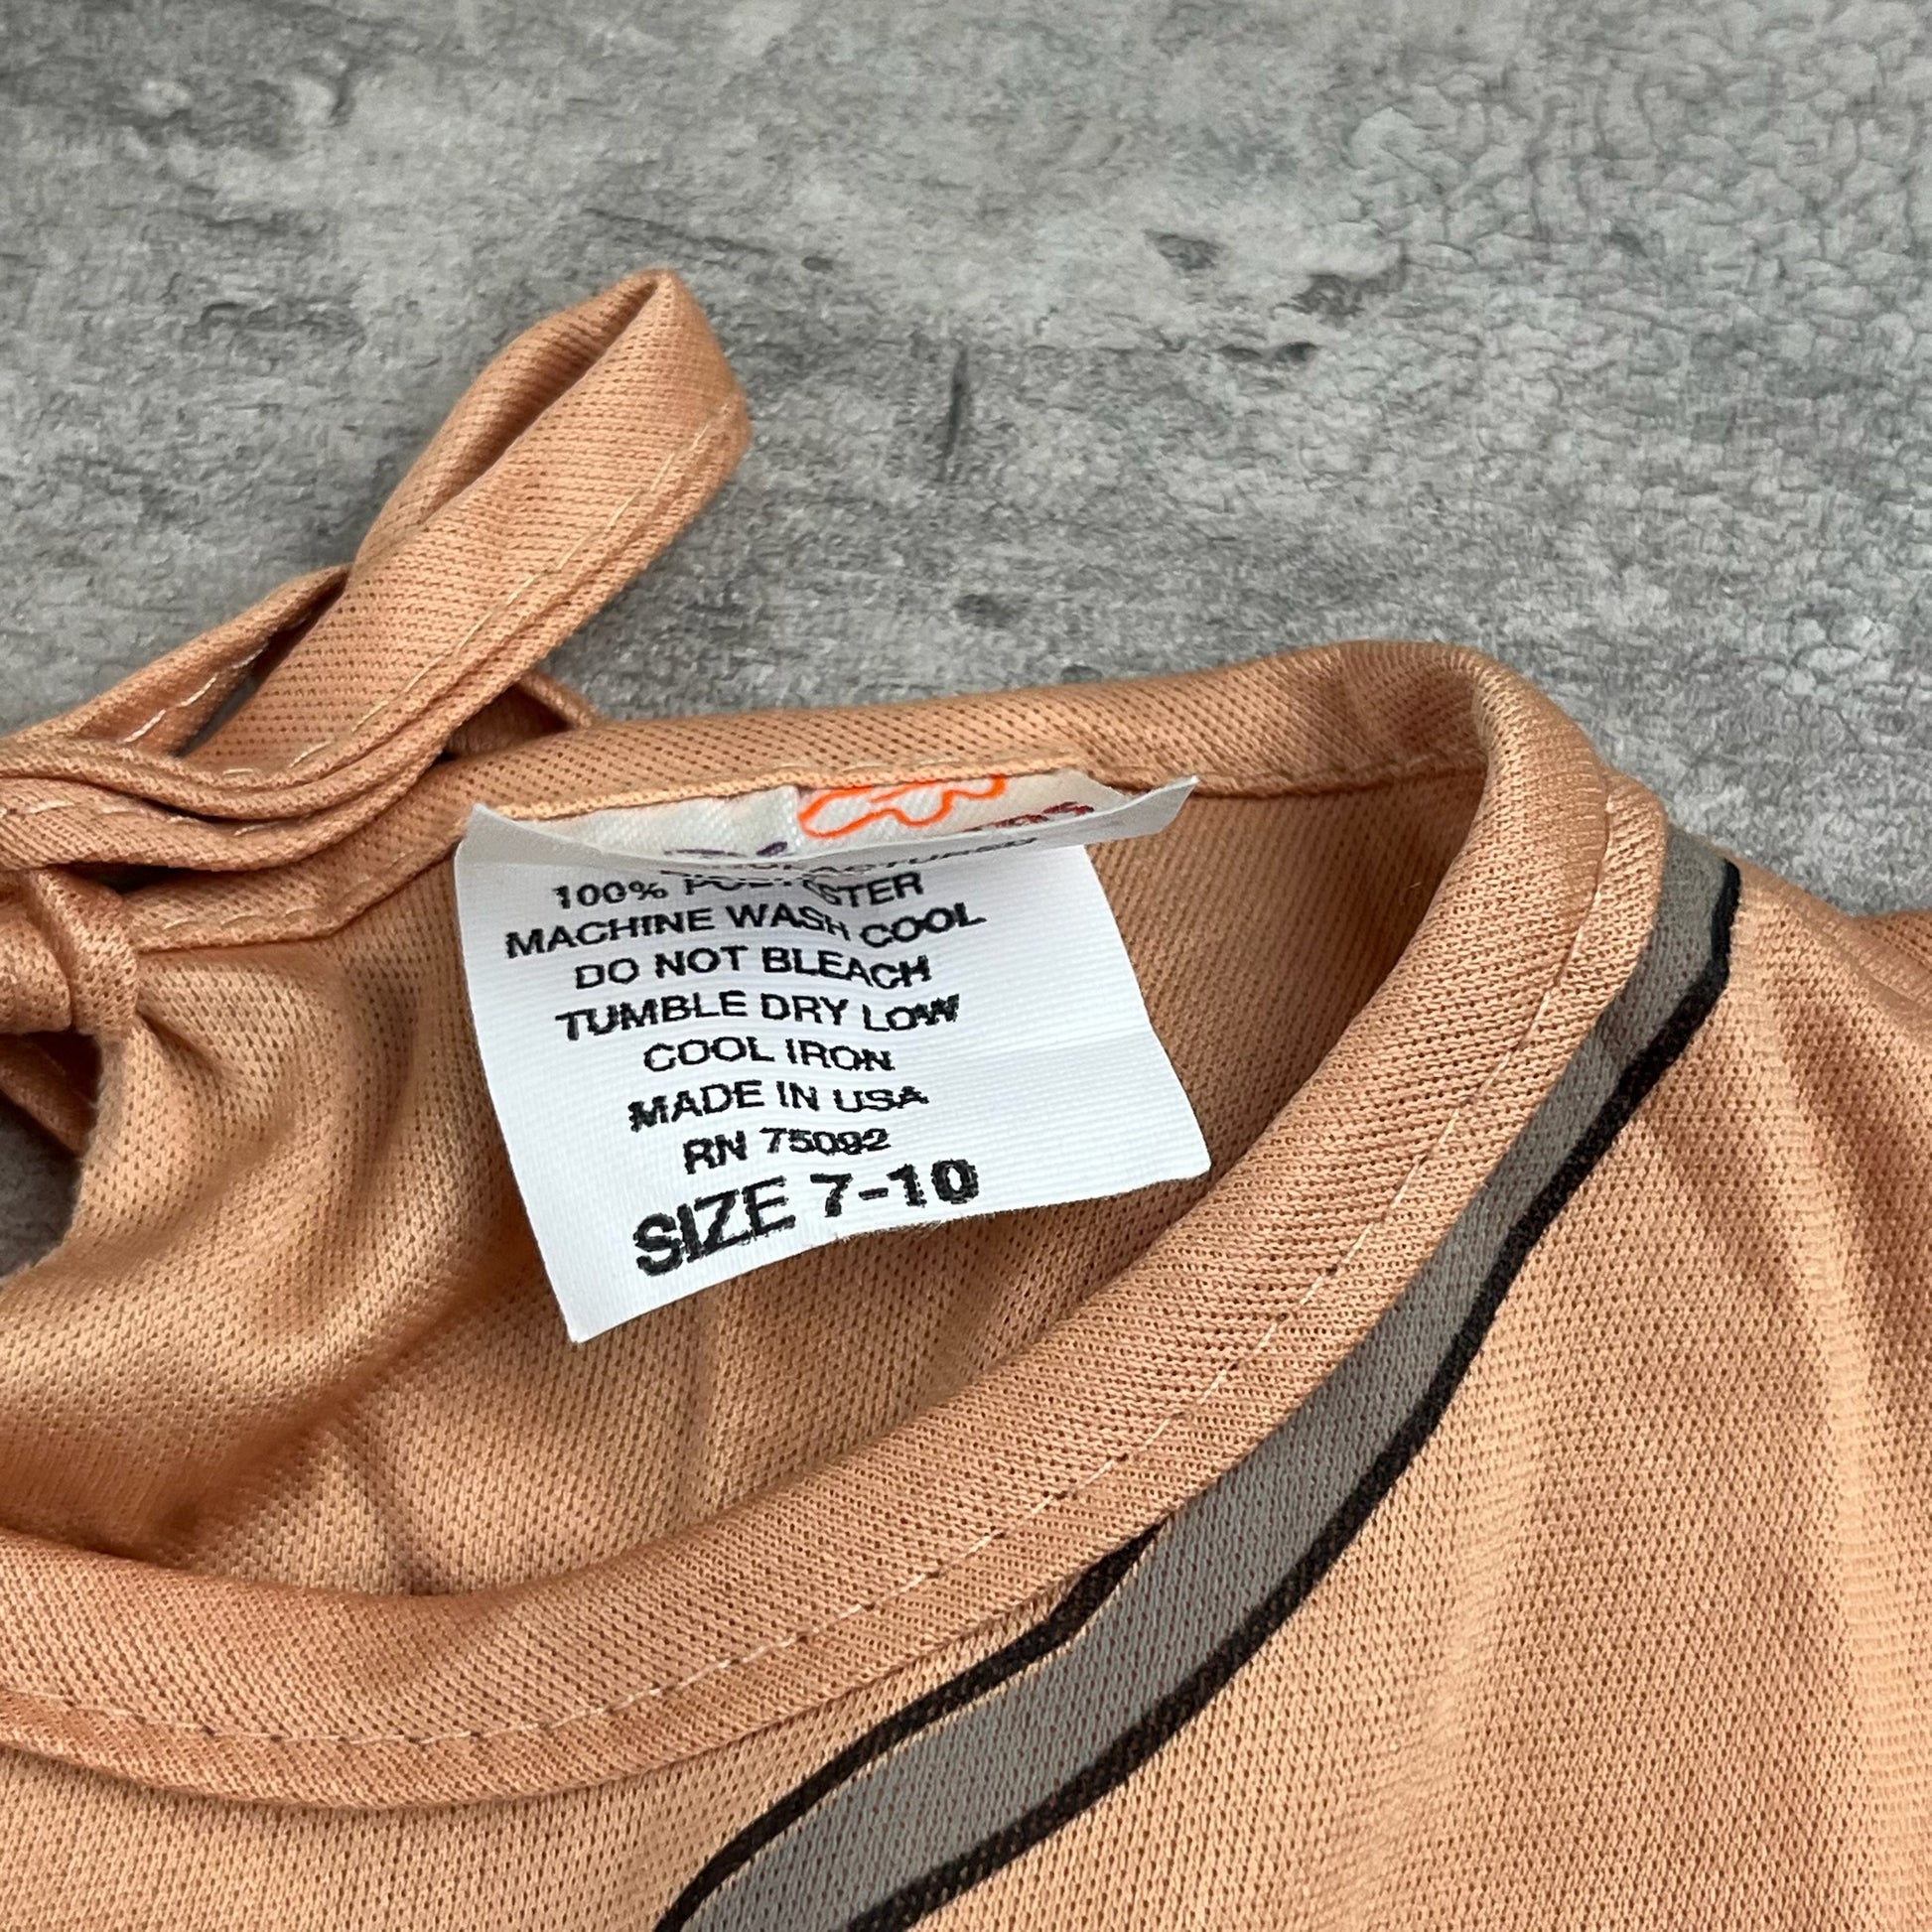 100% POLYESTER
MACHINE WASH COOL
DO NOT BLEACH
TUMBLE DRY LOW
COOL IRON
MADE IN USA
RN 75092
SIZE 7-10